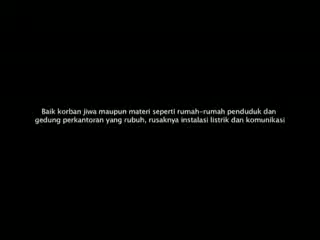 Baik korban jiwa maupun materi seperti rumah-rumah penduduk dan
gedung perkantoran yang rubuh, rusaknya instalasi listrik dan komunikasi